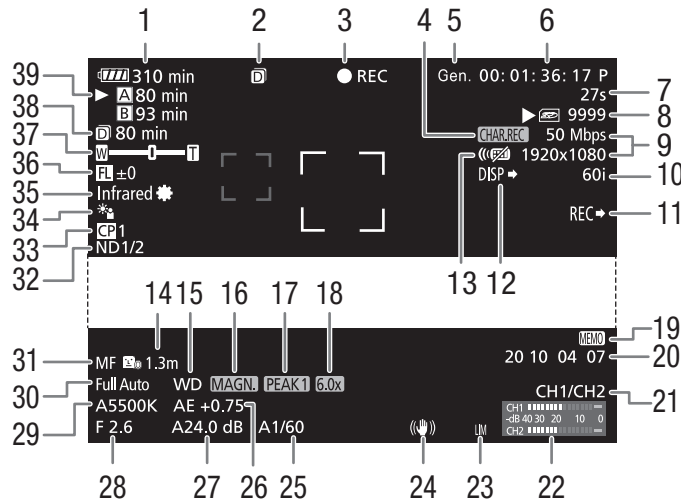 1 2 3 4 5 6
39 310 min D REC Gen. 00: 01: 36: 17 P
A 80 min 27s 7
38 B 93 min 9999 8
37 D 80 min CHAR.REC 50 Mbps 9
W T 1920x1080
36 FL ±0 DISP 60i 10
35 Infrared
34 REC 11
33 CP 1
32 ND1/2
13 12
14 15 16 17 18
MEMO 19
31 MF 1.3m 20 10 04 07 20
30 Full Auto WD MAGN. PEAK1 6.0x
29 A5500K AE +0.75 CH1/CH2 21
CH1
-dB 40 30 20 10 0
F 2.6 A24.0 dB A1/60 LIM CH2
28 27 26 25 24 23 22